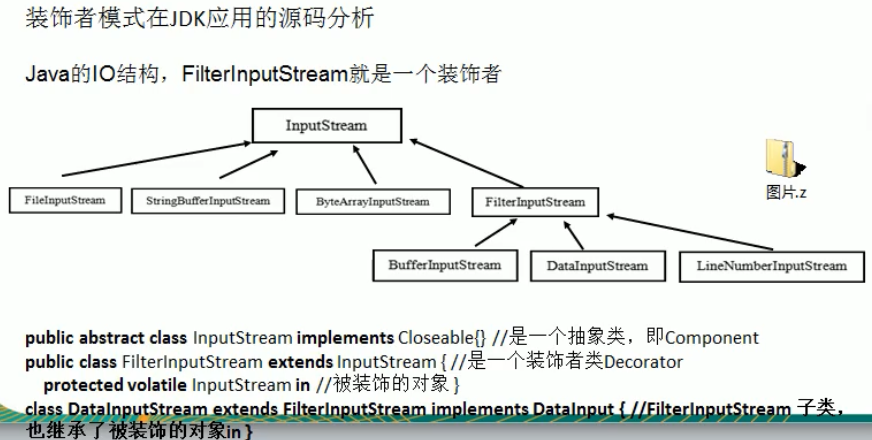 装饰者模式在JDK应用的源码分析
Java的IO结构，FilterInputStream就是一个装饰者
InputStream
图片.z
FileInputStream
StringBufferInputStream
ByteArrayInputStream
FilterInputStream
BufferInputStream
DataInputStream
LineNumberInputStream
public abstract class InputStream implements Closeable{} //是一个抽象类，即Component
public class FilterInputStream extends InputStream { //是一个装饰者类Decorator
protected volatile InputStream in //被装饰的对象 }
class DataInputStream extends FilterInputStream implements DataInput { //FilterInputStream 子类，
也继承了被装饰的对象in }